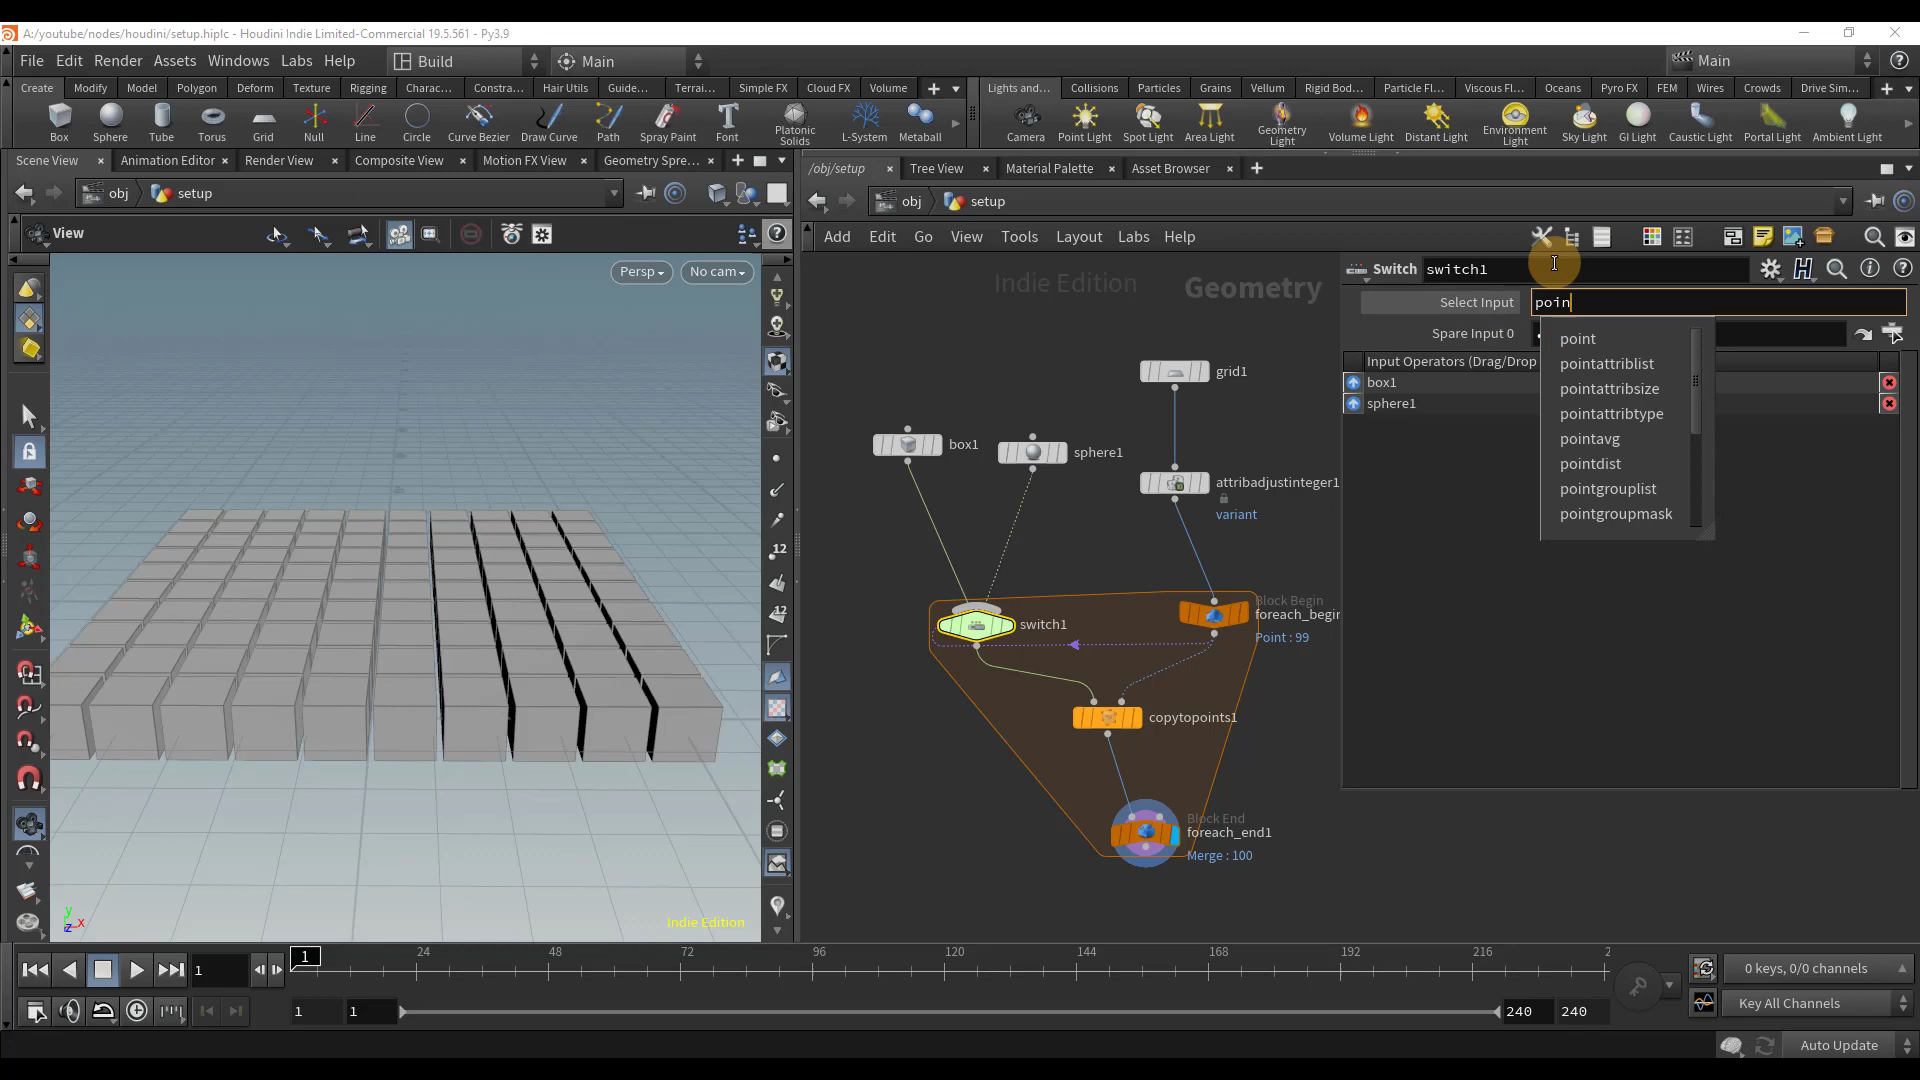 A:/youtube/nodes/houdini/setup.hiplc - Houdini Indie Limited-Commercial 19.5.561 - Py3.9
File Edit Render Assets Windows Labs Help Build Main Main
Create Modify Model Polygon Deform Texture Rigging Charac... Constra... Hair Utils Guide... Terrai... Simple FX Cloud FX Volume
Lights and... Collisions Particles Grains Vellum Rigid Bod... Particle Fl... Viscous Fl... Oceans Pyro FX FEM Wires Crowds Drive Sim...
Box Sphere Tube Torus Grid Null Line Circle Curve Bezier Draw Curve Path Spray Paint Font Platonic Solids L-System Metaball
Camera Point Light Spot Light Area Light Geometry Light Volume Light Distant Light Environment Light Sky Light GI Light Caustic Light Portal Light Ambient Light
Scene View Animation Editor Render View Composite View Motion FX View Geometry Spre...
/obj/setup Tree View Material Palette Asset Browser
obj setup
obj setup
View
Add Edit Go View Tools Layout Labs Help
Persp No cam
Indie Edition Geometry
Switch switch1
Select Input poin
Spare Input 0
Input Operators (Drag/Drop
box1
sphere1
point
pointattriblist
pointattribsize
pointattribtype
pointavg
pointdist
pointgrouplist
pointgroupmask
grid1
box1
sphere1
attribadjustinteger1
variant
switch1
Block Begin
foreach_begin
Point : 99
copytopoints1
Block End
foreach_end1
Merge : 100
12
12
y
x
z
Indie Edition
1 24 48 72 96 120 144 168 192 216 2
1
0 keys, 0/0 channels
1 1 240 240
Key All Channels
Auto Update